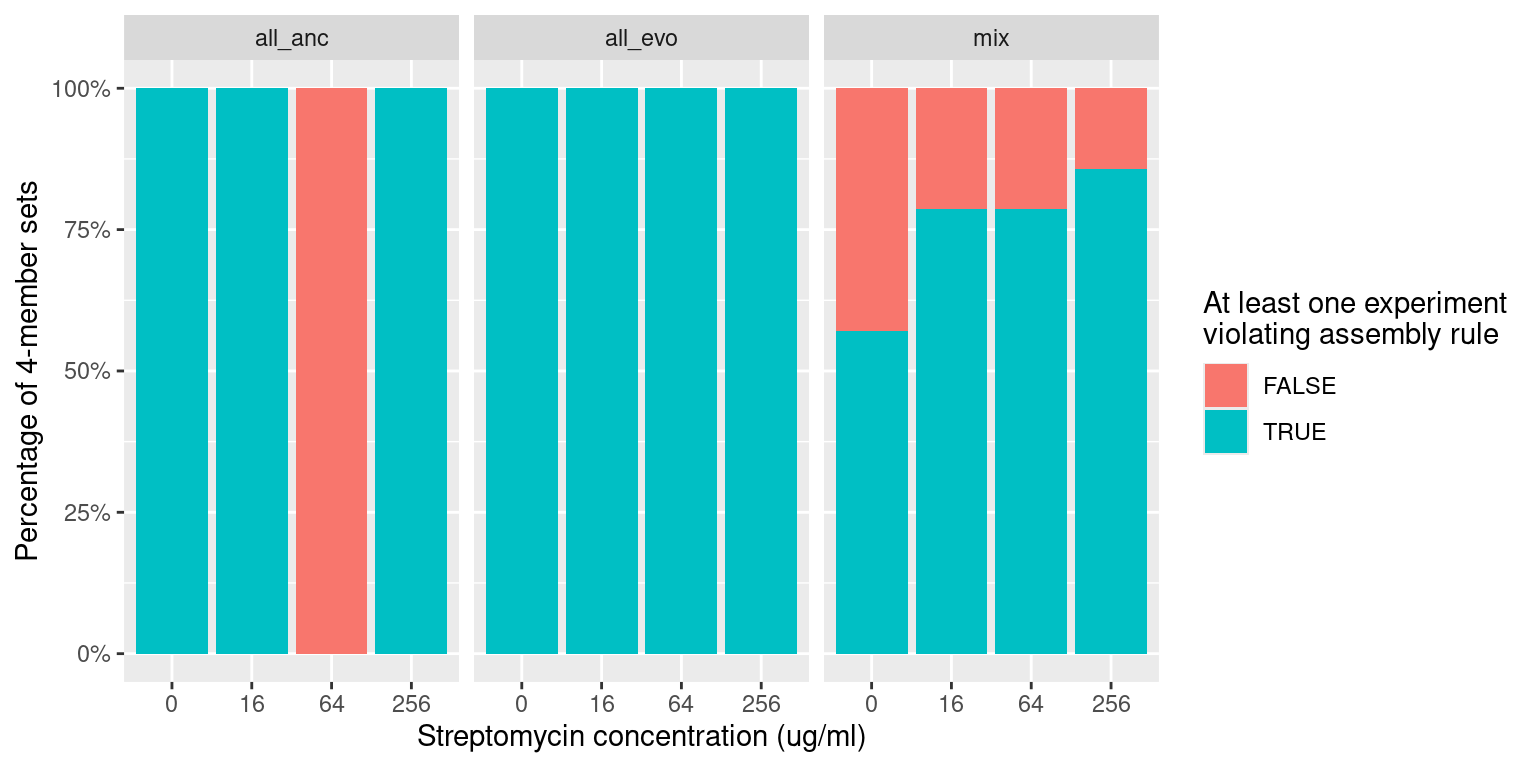 all_anc all_evo mix
Percentage of 4-member sets
100%
75%
50%
25%
0%
0 16 64 256 0 16 64 256 0 16 64 256
Streptomycin concentration (ug/ml)
At least one experiment
violating assembly rule
FALSE
TRUE